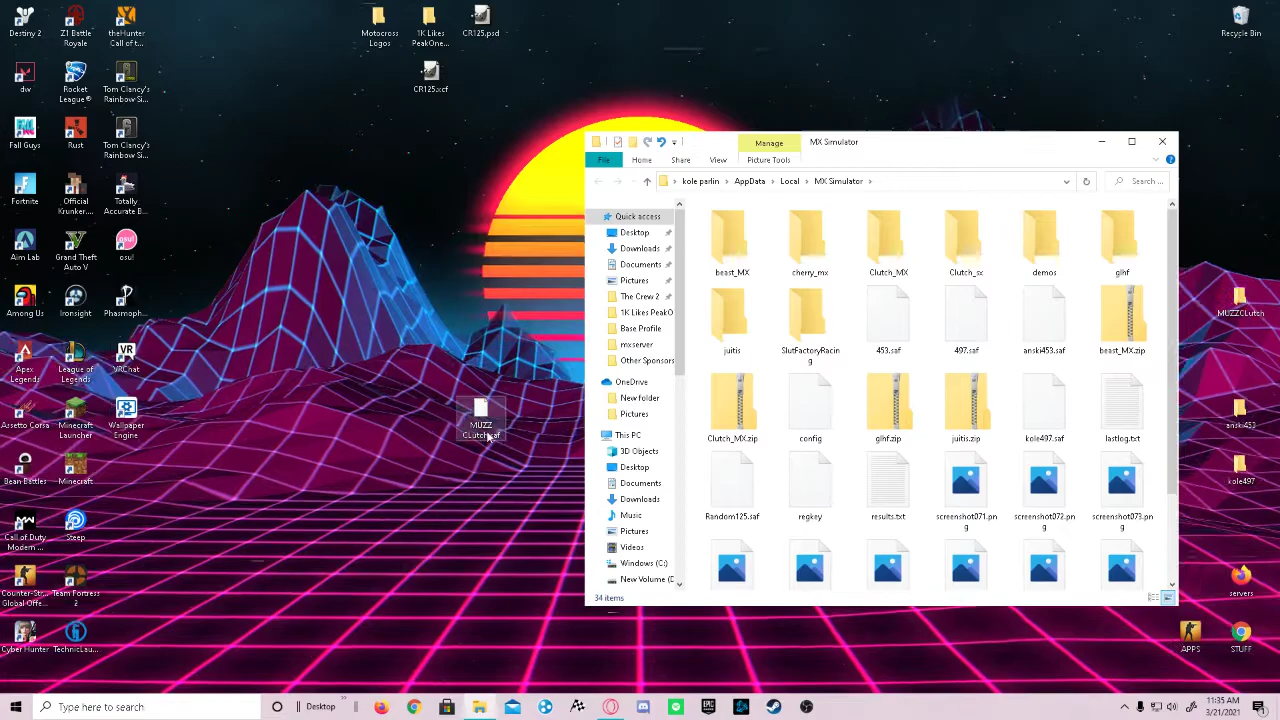 Destiny 2
Z1 Battle
Royale
theHunter
Call of t...
Motocross
Logos
1K Likes
PeakOne...
CR125.psd
Recycle Bin
dw
Rocket
League®
Tom Clancy's
Rainbow Si...
CR125.xcf
Fall Guys
Rust
Tom Clancy's
Rainbow Si...
Fortnite
Official
Krunker....
Totally
Accurate B...
Aim Lab
Grand Theft
Auto V
osu!
Among Us
Ironsight
Phasmoph...
Apex
Legends
League of
Legends
VR
VRChat
Assetto Corsa
Minecraft
Launcher
Wallpaper
Engine
Bean Battles
Minecraft
Call of Duty
Modern ...
Steep
Counter-Str...
Global Offe...
Team Fortress
2
Cyber Hunter
TechnicLau...
MUZZ
CLutch.saf
Manage
MX Simulator
File
Home
Share
View
Picture Tools
kole parlin
AppData
Local
MX Simulator
Search ...
Quick access
Desktop
Downloads
Documents
Pictures
The Crew 2
1K Likes PeakO
Base Profile
mxserver
Other Sponsors
OneDrive
New folder
Pictures
This PC
3D Objects
Desktop
Documents
Downloads
Music
Pictures
Videos
Windows (C:)
New Volume (D
beast_MX
cherry_mx
Clutch_MX
Clutch_sx
demos
glhf
juitis
SlutFactoryRacin
g
453.saf
497.saf
anski453.saf
beast_MX.zip
Clutch_MX.zip
config
glhf.zip
juitis.zip
kole497.saf
lastlog.txt
Random125.saf
regkey
results.txt
screenshot071.pn
g
screenshot072.pn
g
screenshot073.pn
g
34 items
MUZZCLutch
anski453
kole497
servers
APPS
STUFF
Type here to search
Desktop
EPIC
11:35 AM
3/21/2021